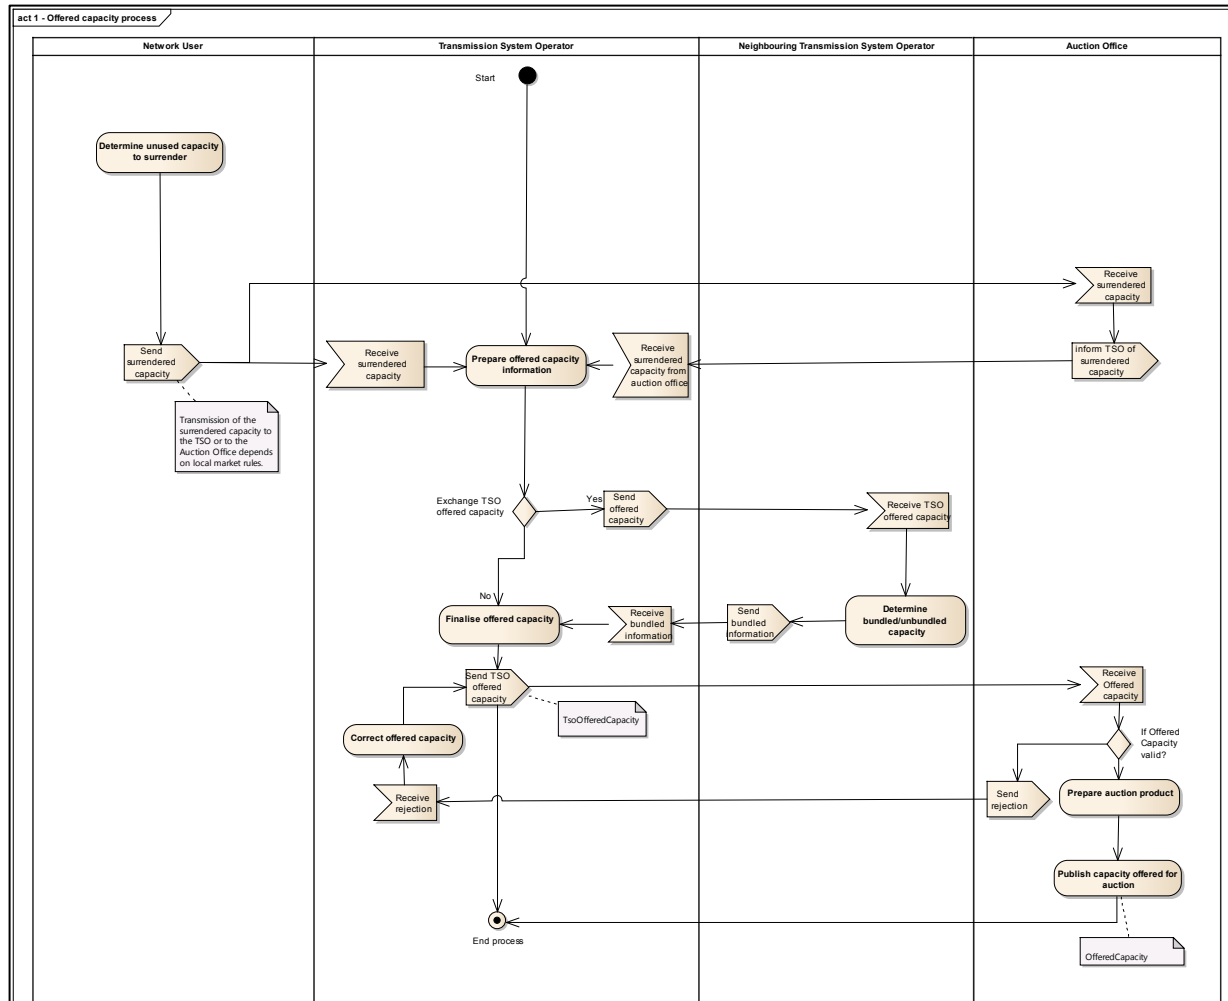 act 1 - Offered capacity process
Network User
Transmission System Operator
Neighbouring Transmission System Operator
Auction Office
Start
Determine unused capacity
to surrender
Receive
surrendered
capacity
Send
surrendered
capacity
Receive
surrendered
capacity
Prepare offered capacity
information
Receive
surrendered
capacity from
auction office
inform TSO of
surrendered
capacity
Transmission of the
surrendered capacity to
the TSO or to the
Auction Office depends
on local market rules.
Exchange TSO
offered capacity
Yes
Send
offered
capacity
Receive TSO
offered capacity
No
Finalise offered capacity
Receive
bundled
information
Send
bundled
information
Determine
bundled/unbundled
capacity
Send TSO
offered
capacity
Receive
Offered
capacity
TsoOfferedCapacity
Correct offered capacity
If Offered
Capacity
valid?
Receive
rejection
Send
rejection
Prepare auction product
Publish capacity offered for
auction
End process
OfferedCapacity